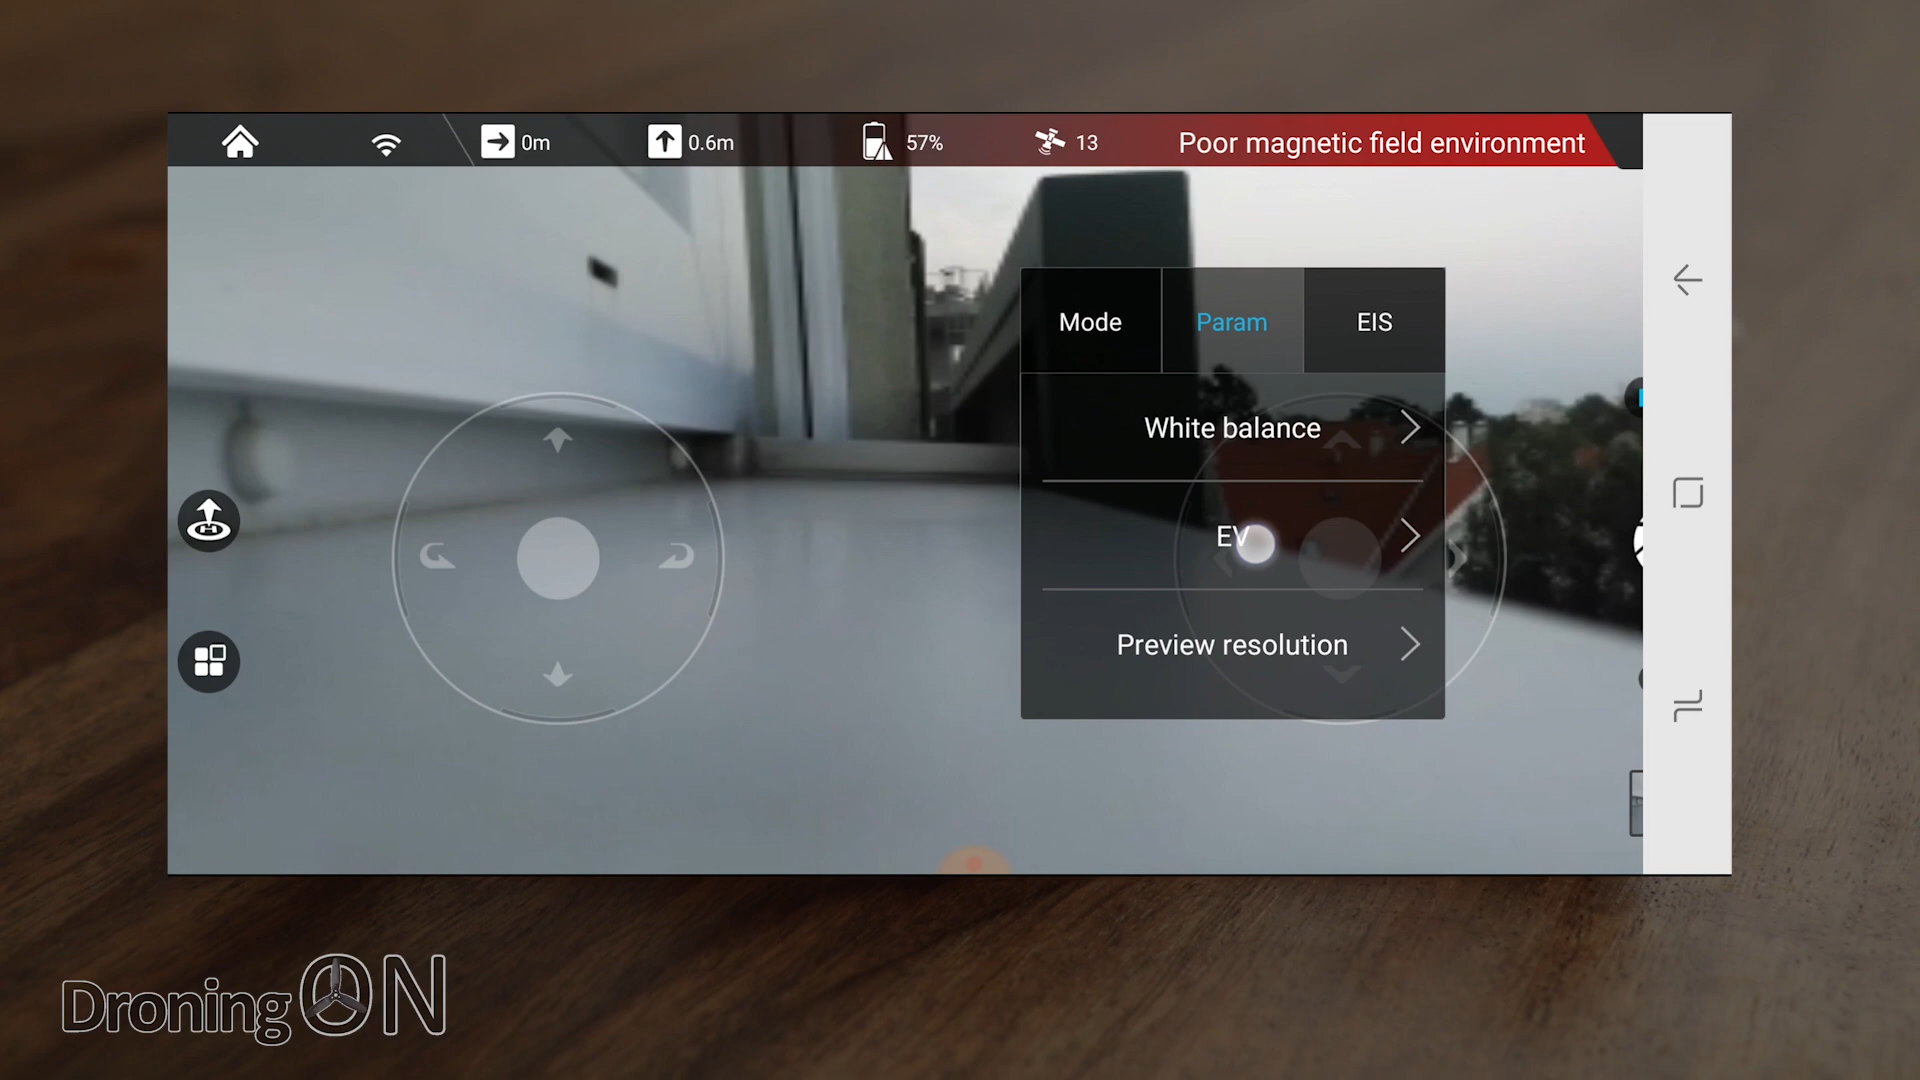 0m
0.6m
57%
13
Poor magnetic field environment
Mode
Param
EIS
White balance
EV
Preview resolution
DroningON